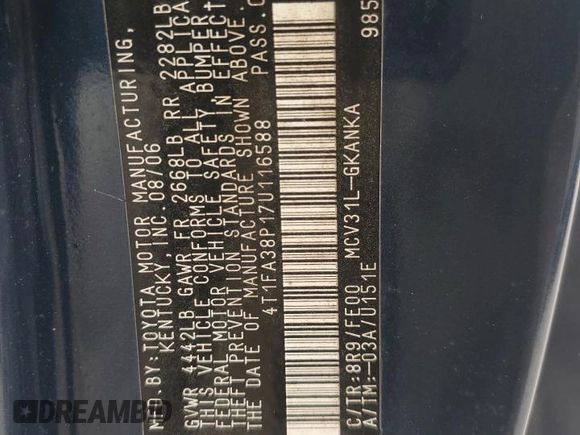 MFD BY:TOYOTA MOTOR MANUFACTURING,
KENTUCKY, INC. 08/06
GVWR 4442LB GAWR FR 2668LB RR 2282LB
THIS VEHICLE CONFORMS TO ALL APPLICA
FEDERAL MOTOR VEHICLE SAFETY, BUMPER
THEFT PREVENTION STANDARDS IN EFFECT
THE DATE OF MANUFACTURE SHOWN ABOVE.
4T1FA38P17U116588 PASS.C
C/TR:8R9/FE00 MCV31L-GKANKA
A/TM:-03A/U151E
985
DREAMBID